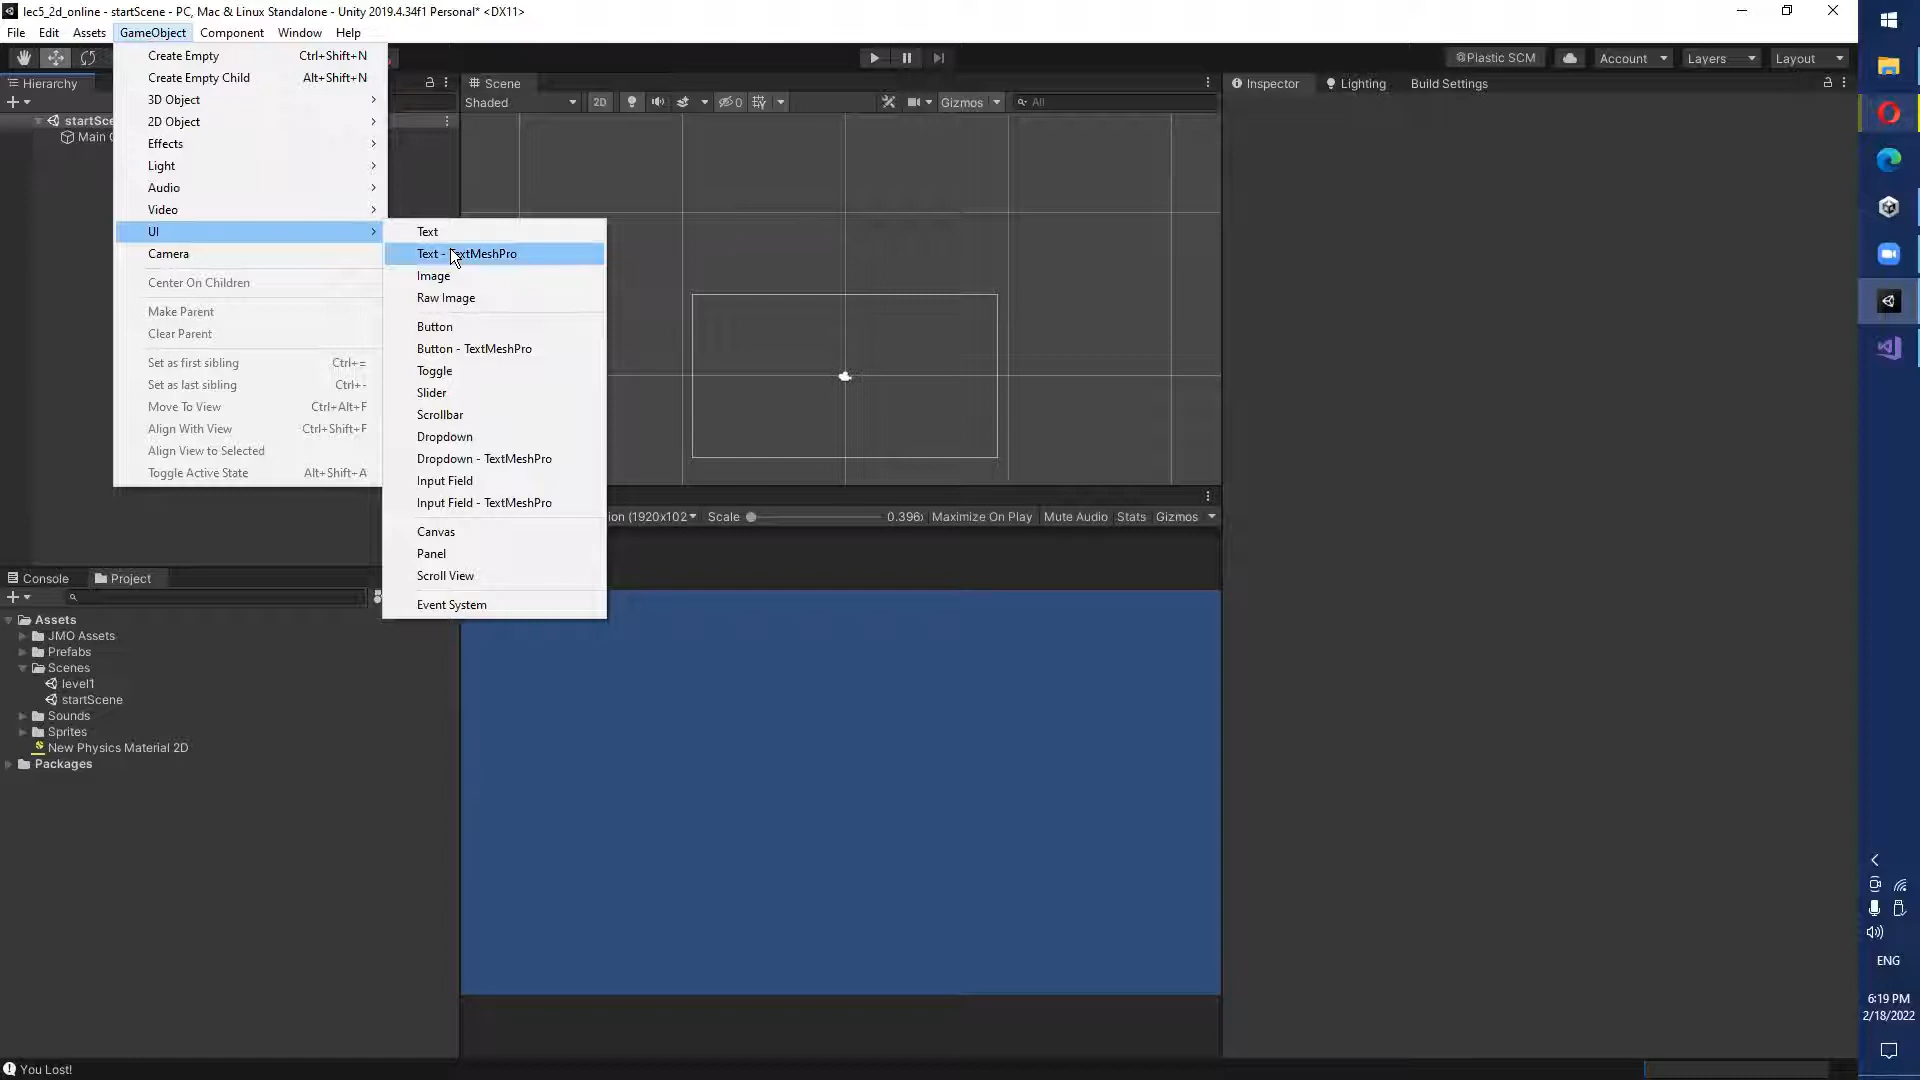 lec5_2d_online - startScene - PC, Mac & Linux Standalone - Unity 2019.4.34f1 Personal* <DX11>
File Edit Assets GameObject Component Window Help
Plastic SCM Account Layers Layout
Hierarchy
startSce
Main
Create Empty Ctrl+Shift+N
Create Empty Child Alt+Shift+N
3D Object
2D Object
Effects
Light
Audio
Video
UI
Camera
Center On Children
Make Parent
Clear Parent
Set as first sibling Ctrl+=
Set as last sibling Ctrl+-
Move To View Ctrl+Alt+F
Align With View Ctrl+Shift+F
Align View to Selected
Toggle Active State Alt+Shift+A
Text
Text - TextMeshPro
Image
Raw Image
Button
Button - TextMeshPro
Toggle
Slider
Scrollbar
Dropdown
Dropdown - TextMeshPro
Input Field
Input Field - TextMeshPro
Canvas
Panel
Scroll View
Event System
Scene
Shaded 2D 0 Gizmos All
ion (1920x102 Scale 0.396x Maximize On Play Mute Audio Stats Gizmos
Inspector Lighting Build Settings
Console Project
Assets
JMO Assets
Prefabs
Scenes
level1
startScene
Sounds
Sprites
New Physics Material 2D
Packages
You Lost!
ENG
6:19 PM
2/18/2022